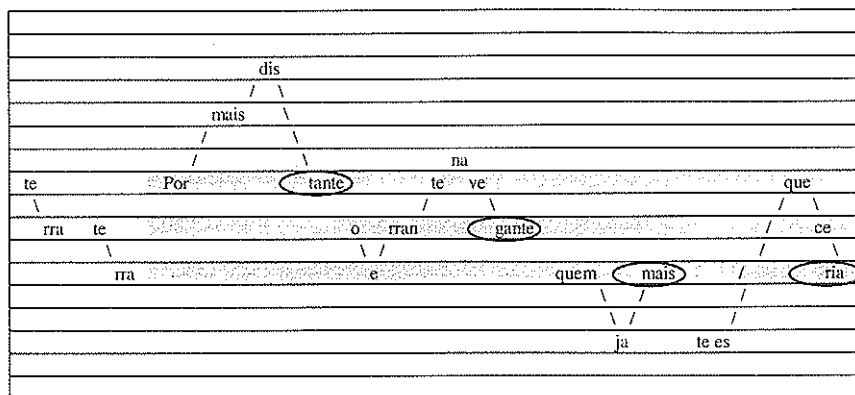 dis
mais
na
te Por tante te ve que
rra te o rran gante ce
rra e quem mais ria
ja te es